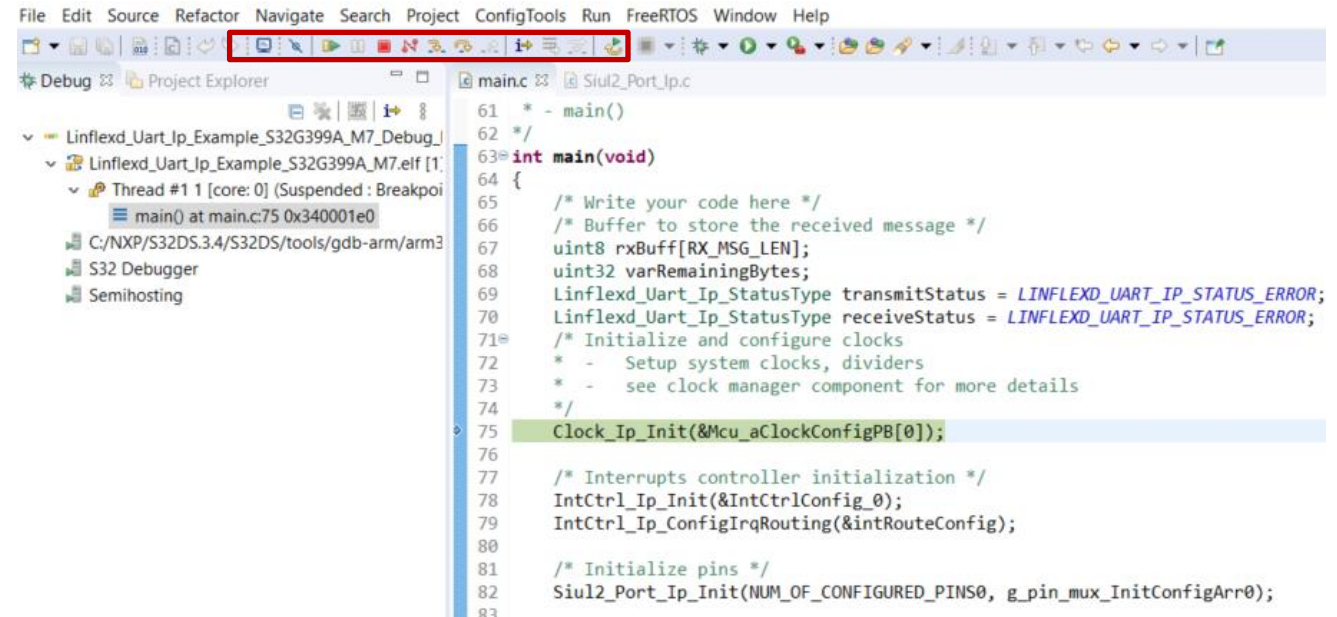 File Edit Source Refactor Navigate Search Project ConfigTools Run FreeRTOS Window Help
Debug Project Explorer
main.c Siul2_Port_Ip.c
Linflexd_Uart_Ip_Example_S32G399A_M7_Debug_
Linflexd_Uart_Ip_Example_S32G399A_M7.elf [1]
Thread #1 1 [core: 0] (Suspended : Breakpoi
main() at main.c:75 0x340001e0
C:/NXP/S32DS.3.4/S32DS/tools/gdb-arm/arm3
S32 Debugger
Semihosting
61 * - main()
62 */
63 int main(void)
64 {
65 /* Write your code here */
66 /* Buffer to store the received message */
67 uint8 rxBuff[RX_MSG_LEN];
68 uint32 varRemainingBytes;
69 Linflexd_Uart_Ip_StatusType transmitStatus = LINFLEXD_UART_IP_STATUS_ERROR;
70 Linflexd_Uart_Ip_StatusType receiveStatus = LINFLEXD_UART_IP_STATUS_ERROR;
71 /* Initialize and configure clocks
72 * - Setup system clocks, dividers
73 * - see clock manager component for more details
74 */
75 Clock_Ip_Init(&Mcu_aClockConfigPB[0]);
76
77 /* Interrupts controller initialization */
78 IntCtrl_Ip_Init(&IntCtrlConfig_0);
79 IntCtrl_Ip_ConfigIrqRouting(&intRouteConfig);
80
81 /* Initialize pins */
82 Siul2_Port_Ip_Init(NUM_OF_CONFIGURED_PINS0, g_pin_mux_InitConfigArr0);
83